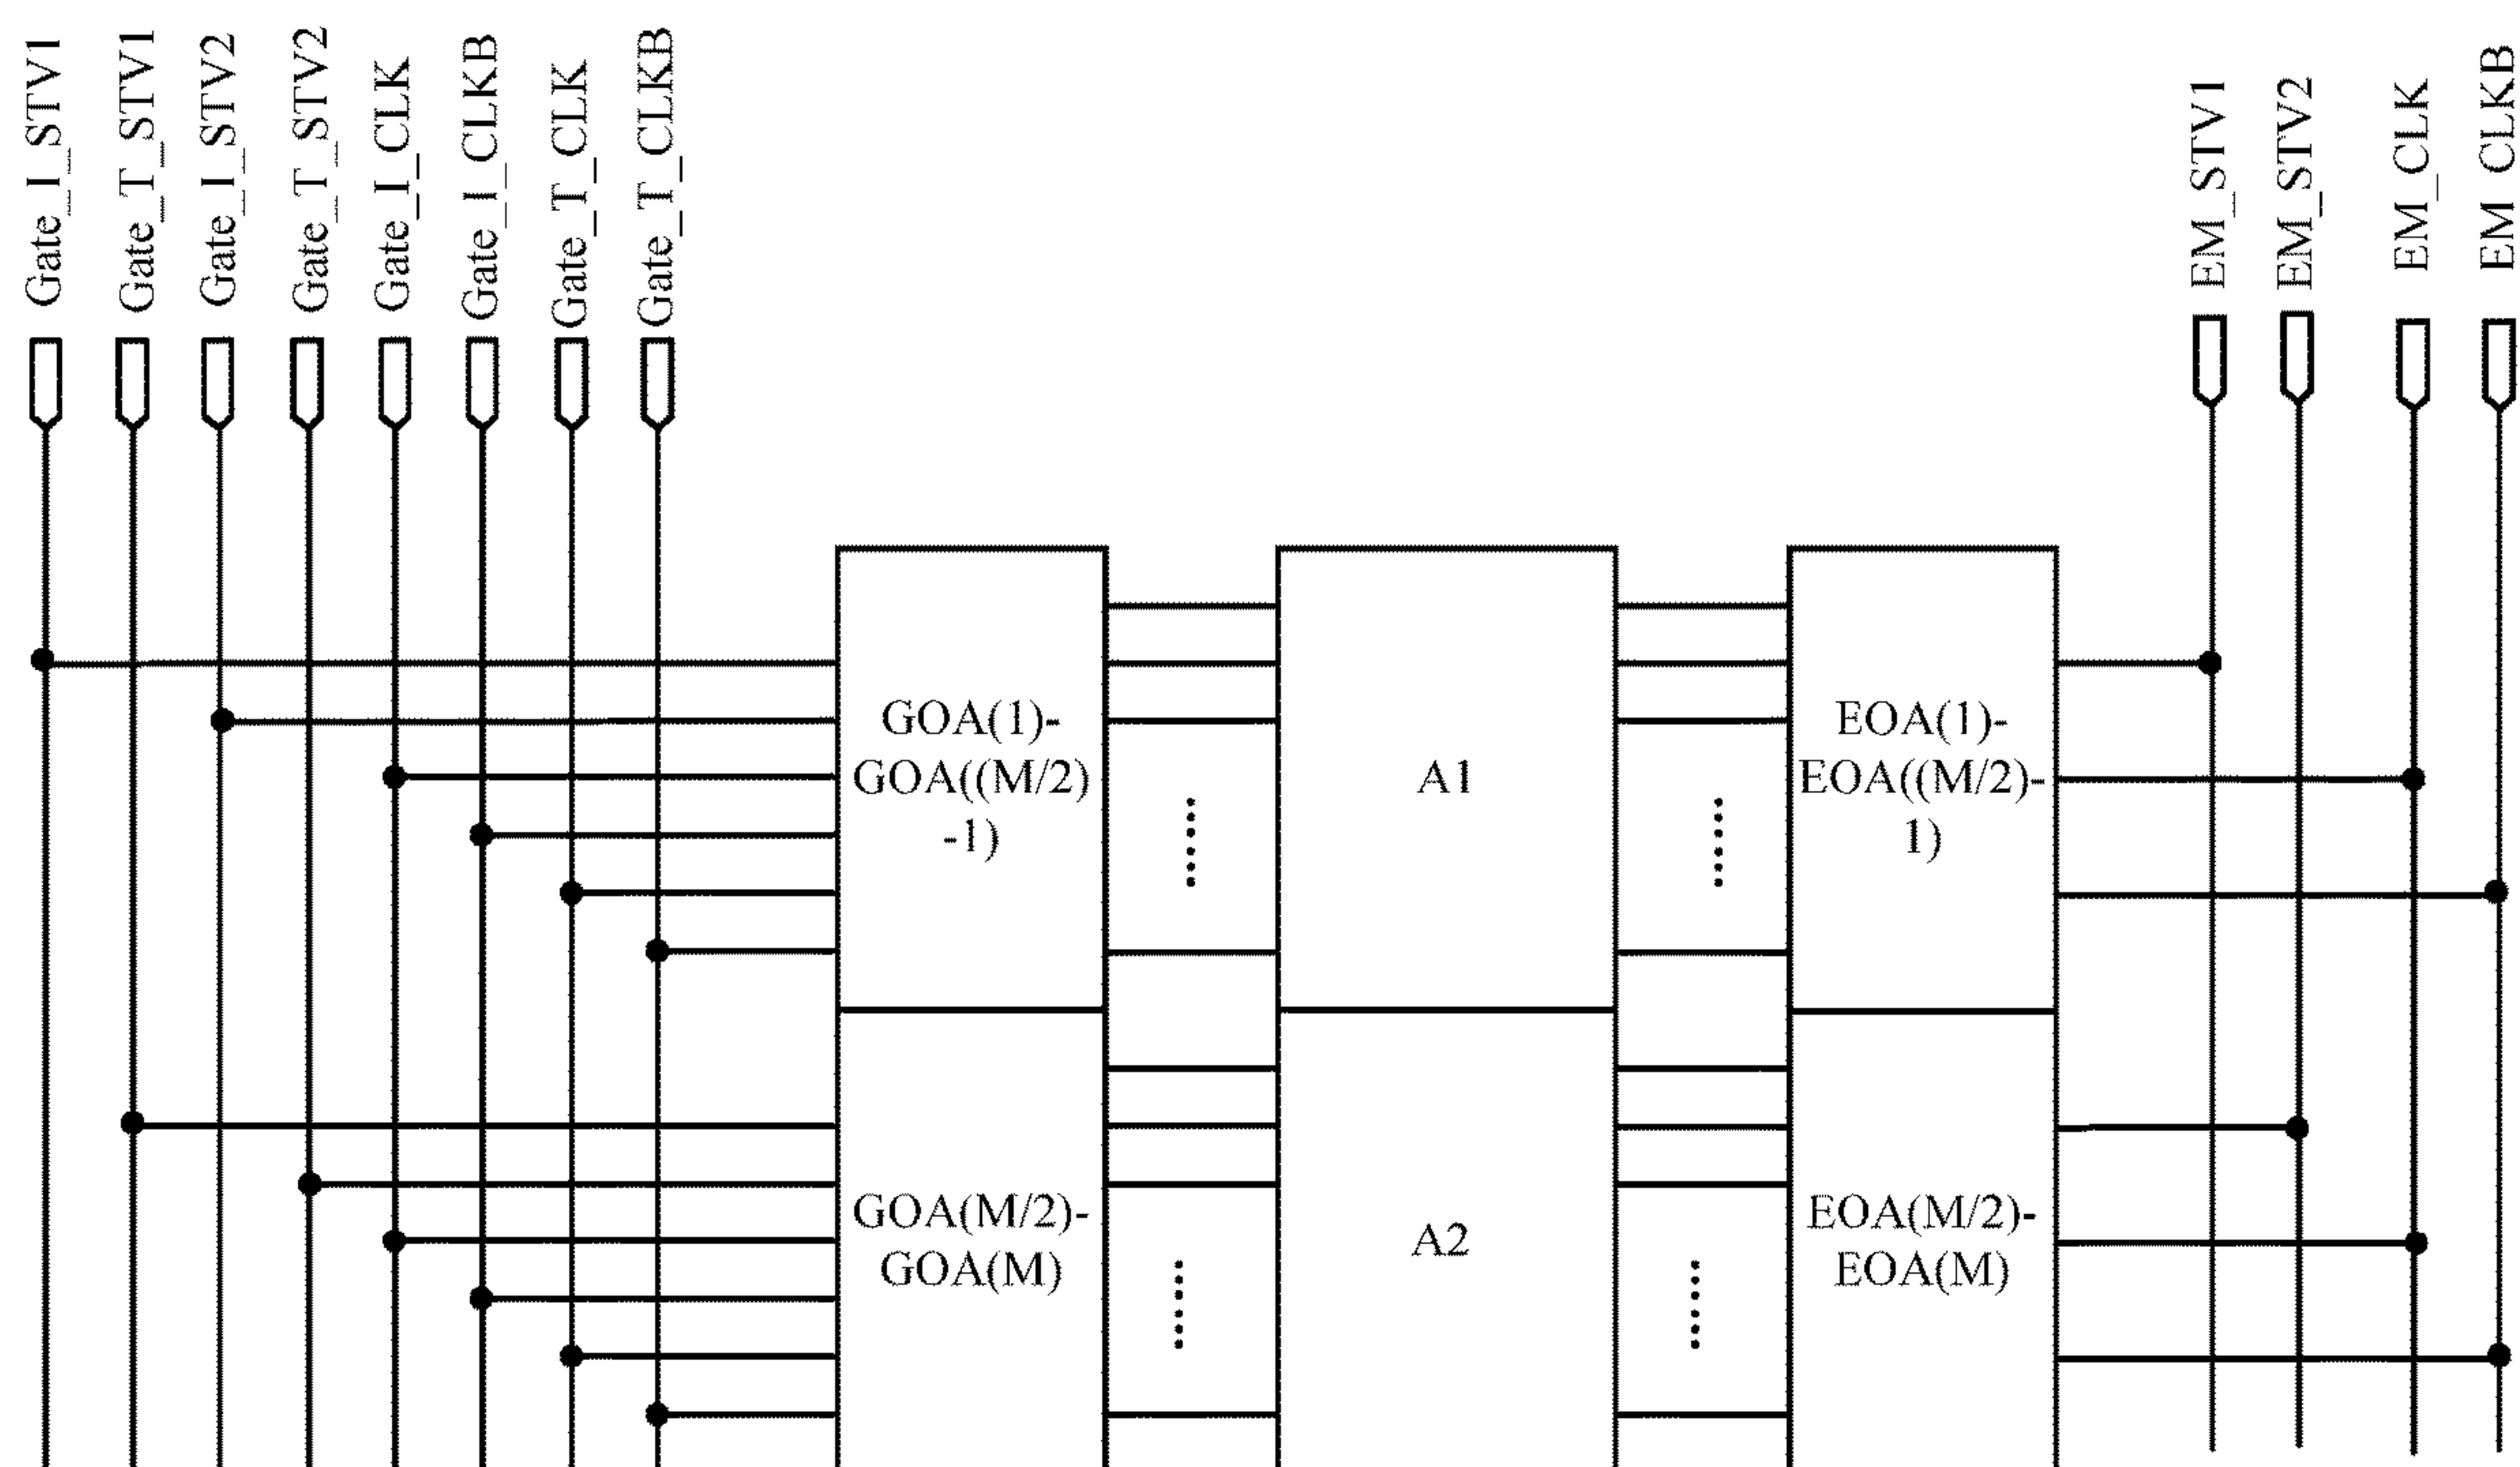 Gate_I_STV1
Gate_T_STV1
Gate_I_STV2
Gate_T_STV2
Gate_I_CLK
Gate_I_CLKB
Gate_T_CLK
Gate_T_CLKB
EM_STV1
EM_STV2
EM_CLK
EM_CLKB
GOA(1)-
GOA((M/2)
-1)
A1
EOA(1)-
EOA((M/2)-
1)
GOA(M/2)-
GOA(M)
A2
EOA(M/2)-
EOA(M)